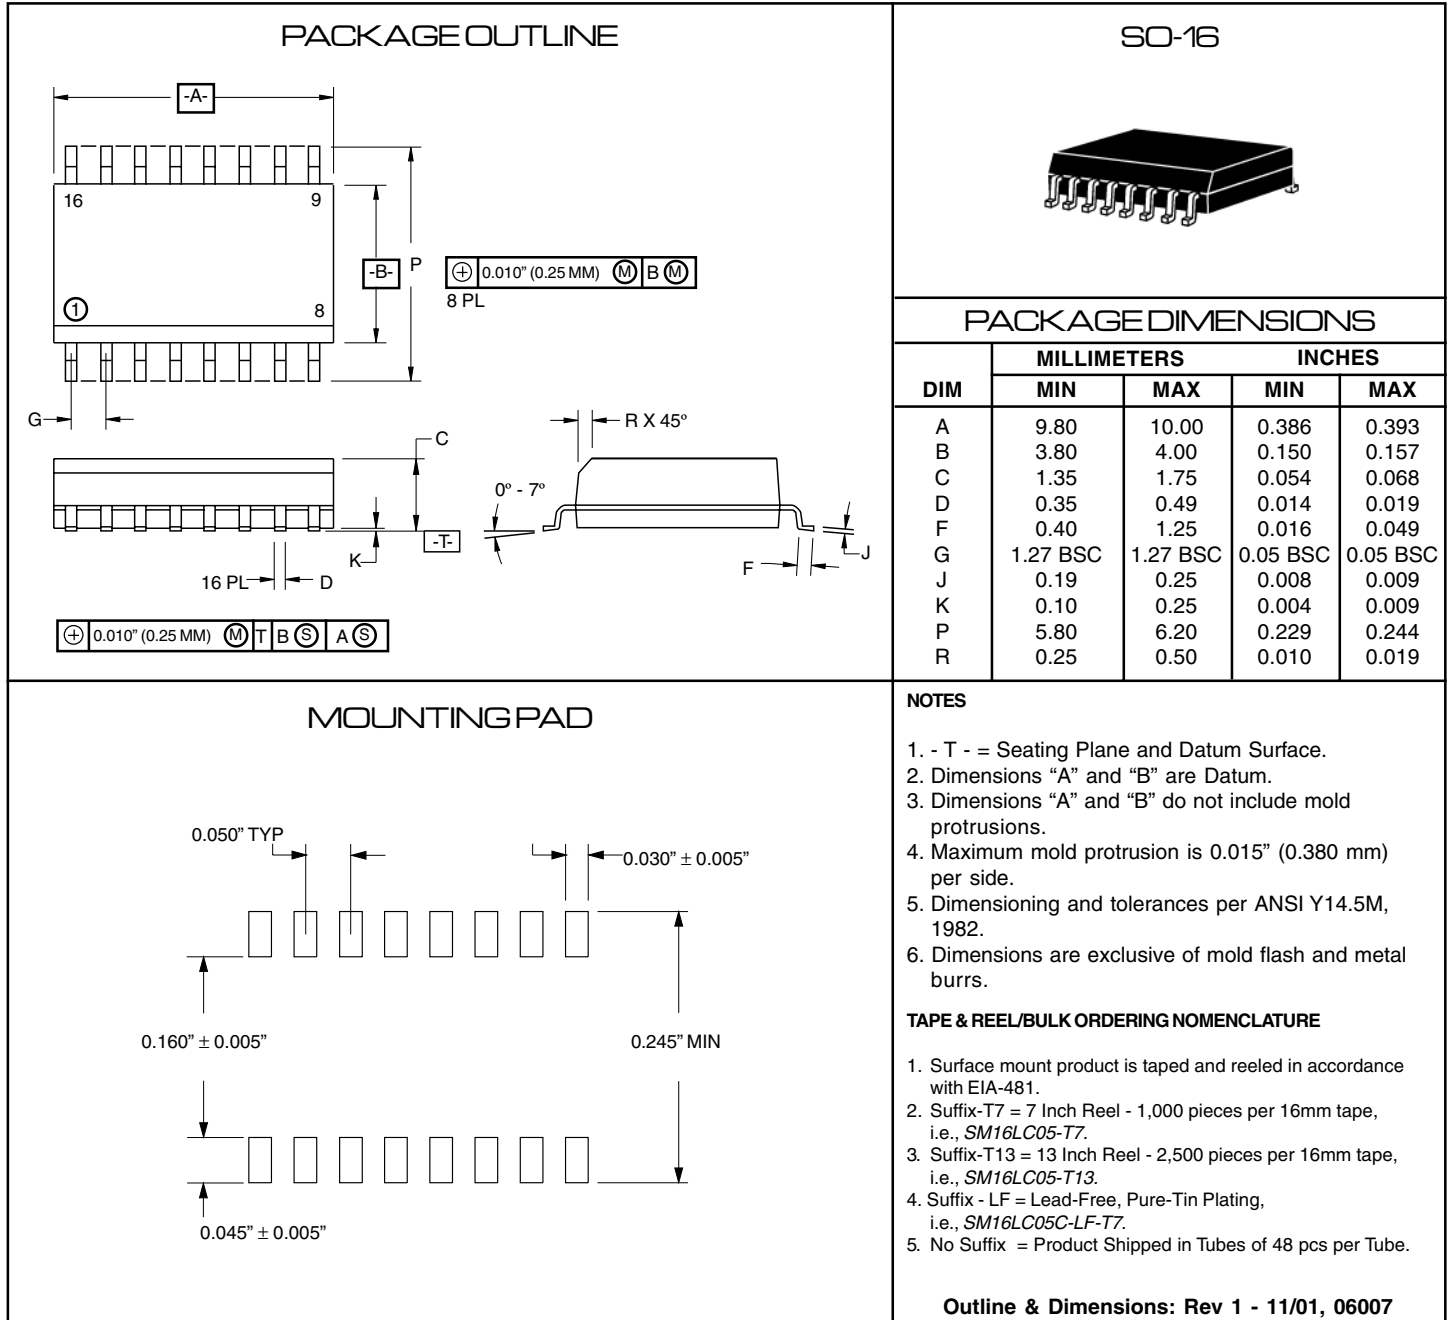 PACKAGE OUTLINE
-A-
16
9
1
8
-B-
P
⌖ 0.010” (0.25 MM) Ⓜ B Ⓜ
8 PL
G
C
K
-T-
16 PL
D
R X 45º
0º - 7º
F
J
⌖ 0.010” (0.25 MM) Ⓜ T B Ⓢ A Ⓢ
SO-16
PACKAGE DIMENSIONS
MILLIMETERS INCHES
DIM MIN MAX MIN MAX
A 9.80 10.00 0.386 0.393
B 3.80 4.00 0.150 0.157
C 1.35 1.75 0.054 0.068
D 0.35 0.49 0.014 0.019
F 0.40 1.25 0.016 0.049
G 1.27 BSC 1.27 BSC 0.05 BSC 0.05 BSC
J 0.19 0.25 0.008 0.009
K 0.10 0.25 0.004 0.009
P 5.80 6.20 0.229 0.244
R 0.25 0.50 0.010 0.019
MOUNTING PAD
0.050” TYP
0.030” ± 0.005”
0.160” ± 0.005”
0.245” MIN
0.045” ± 0.005”
NOTES
1. - T - = Seating Plane and Datum Surface.
2. Dimensions “A” and “B” are Datum.
3. Dimensions “A” and “B” do not include mold
protrusions.
4. Maximum mold protrusion is 0.015” (0.380 mm)
per side.
5. Dimensioning and tolerances per ANSI Y14.5M,
1982.
6. Dimensions are exclusive of mold flash and metal
burrs.
TAPE & REEL/BULK ORDERING NOMENCLATURE
1. Surface mount product is taped and reeled in accordance
with EIA-481.
2. Suffix-T7 = 7 Inch Reel - 1,000 pieces per 16mm tape,
i.e., SM16LC05-T7.
3. Suffix-T13 = 13 Inch Reel - 2,500 pieces per 16mm tape,
i.e., SM16LC05-T13.
4. Suffix - LF = Lead-Free, Pure-Tin Plating,
i.e., SM16LC05C-LF-T7.
5. No Suffix = Product Shipped in Tubes of 48 pcs per Tube.
Outline & Dimensions: Rev 1 - 11/01, 06007